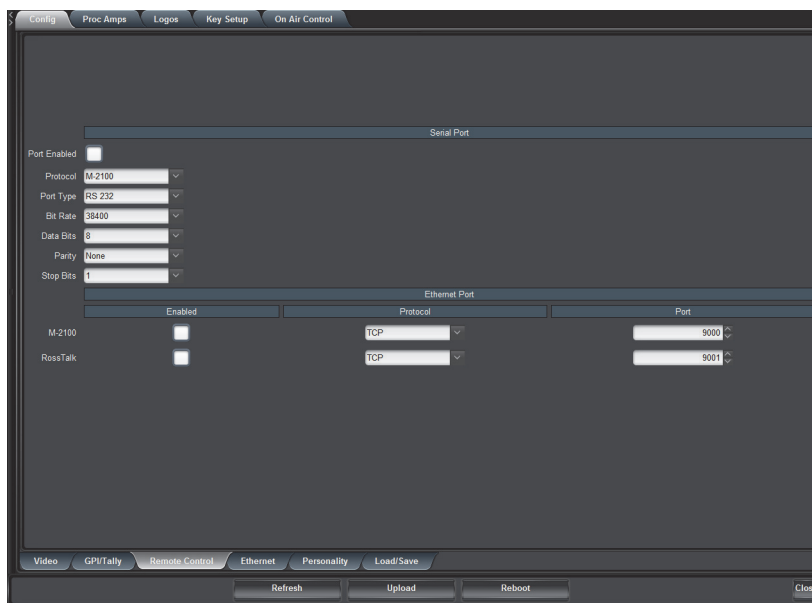 Config Proc Amps Logos Key Setup On Air Control
Serial Port
Port Enabled
Protocol M-2100
Port Type RS 232
Bit Rate 38400
Data Bits 8
Parity None
Stop Bits 1
Ethernet Port
Enabled Protocol Port
M-2100 TCP 9000
RossTalk TCP 9001
Video GPI/Tally Remote Control Ethernet Personality Load/Save
Refresh Upload Reboot Clos